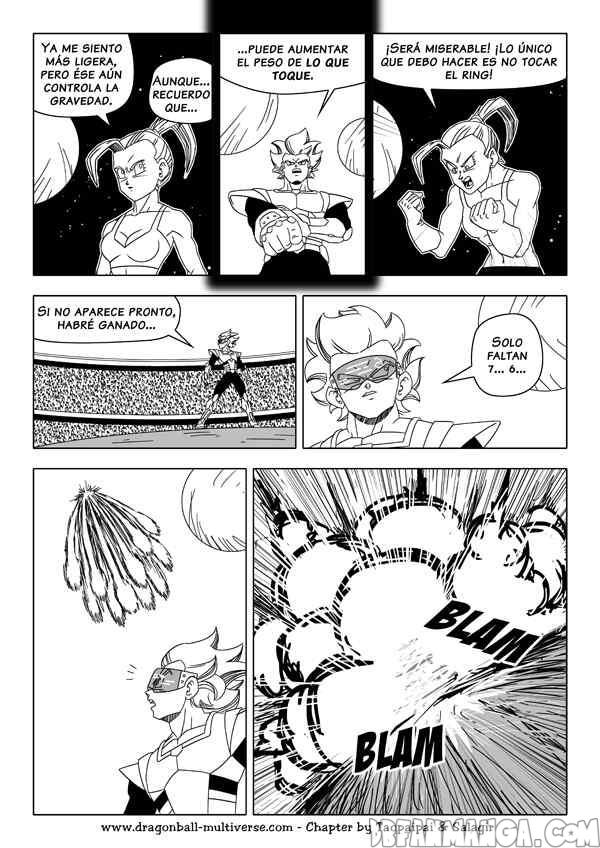 YA ME SIENTO
MÁS LIGERA,
PERO ÉSE AÚN
CONTROLA LA
GRAVEDAD.
AUNQUE...
RECUERDO
QUE...
...PUEDE AUMENTAR
EL PESO DE LO QUE
TOQUE.
¡SERÁ MISERABLE! ¡LO ÚNICO
QUE DEBO HACER ES NO TOCAR
EL RING!
SI NO APARECE PRONTO,
HABRÉ GANADO...
SOLO
FALTAN
7... 6...
BLAM
BLAM
www.dragonball-multiverse.com - Chapter by Taqpaipai & Salagir
DBFANMANGA.COM